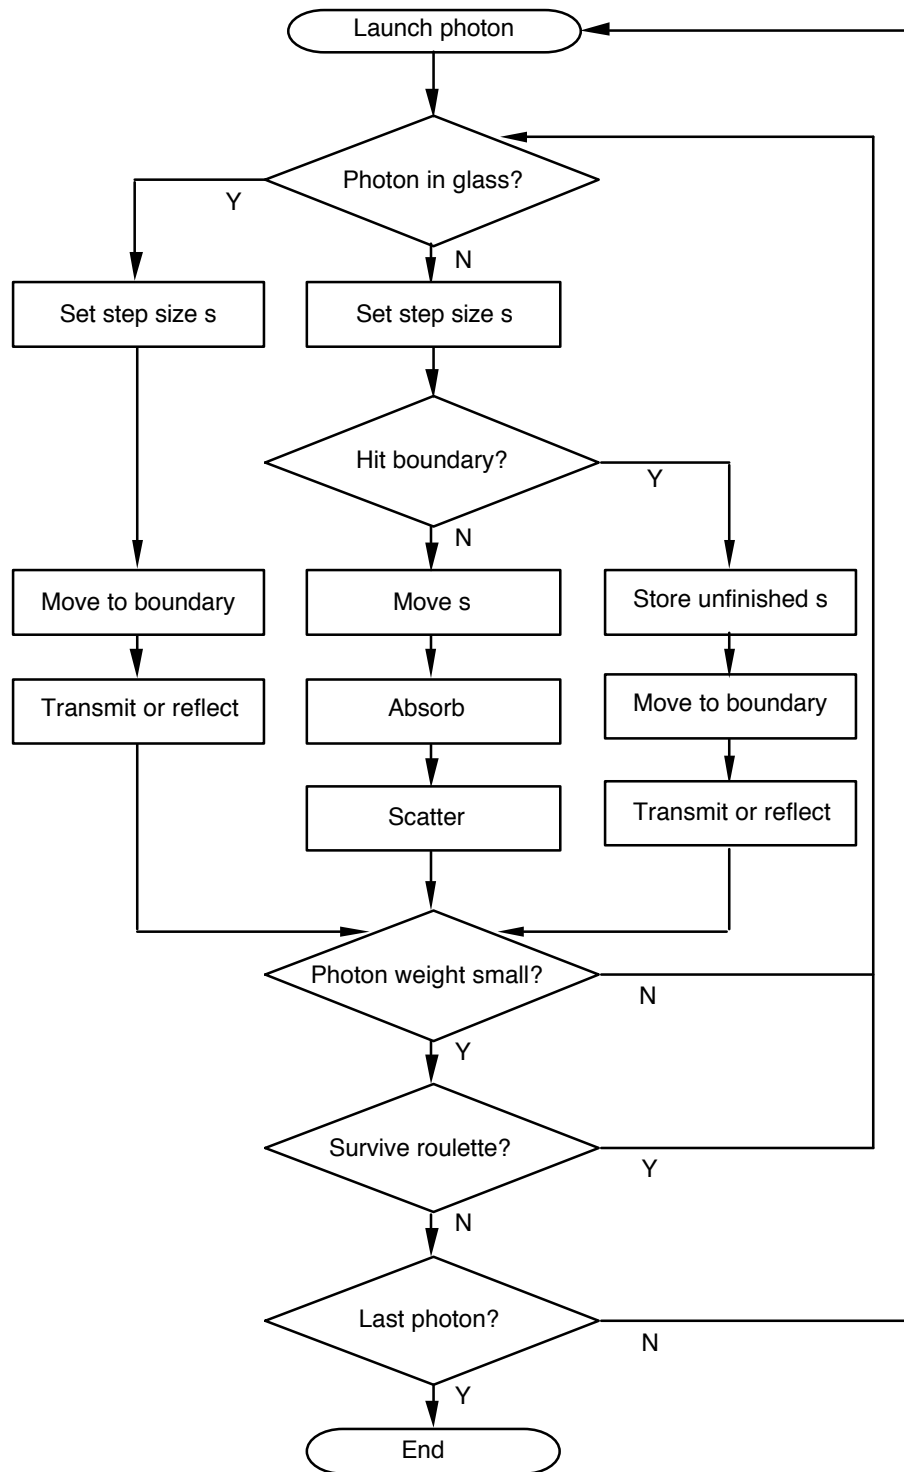 Launch photon
Photon in glass?
Y
N
Set step size s
Set step size s
Hit boundary?
Y
N
Move to boundary
Move s
Store unfinished s
Transmit or reflect
Absorb
Move to boundary
Scatter
Transmit or reflect
Photon weight small?
N
Y
Survive roulette?
Y
N
Last photon?
N
Y
End